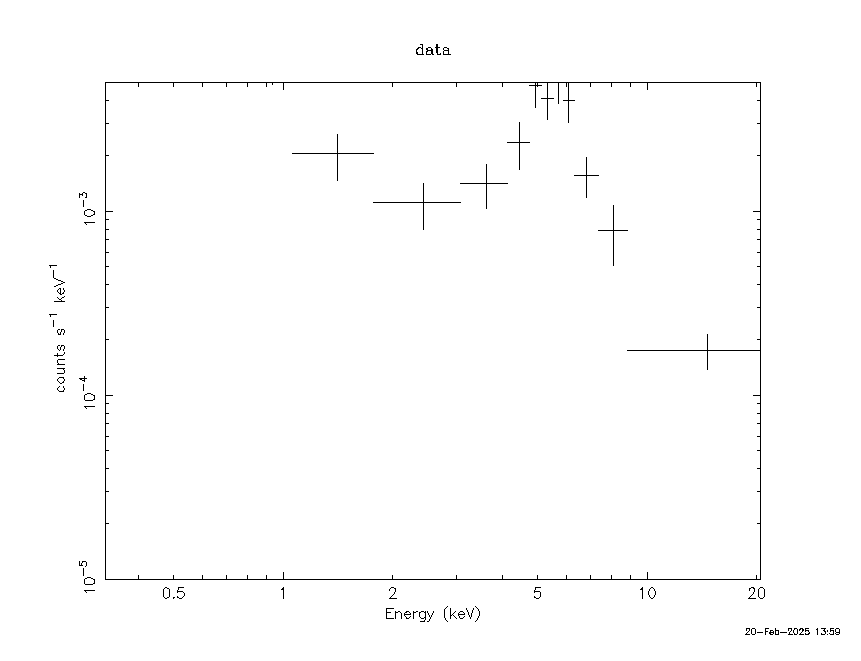 data
counts s⁻¹ keV⁻¹
10⁻³
10⁻⁴
10⁻⁵
0.5 1 2 5 10 20
Energy (keV)
20-Feb-2025 13:59